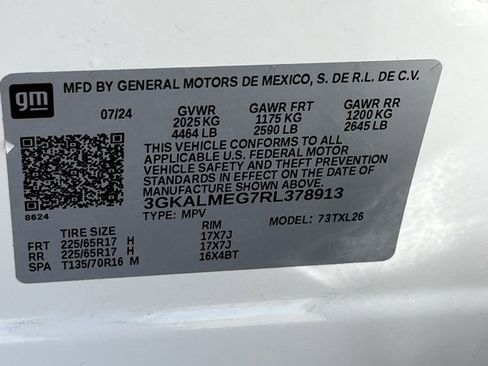 gm
MFD BY GENERAL MOTORS DE MEXICO, S. DE R.L. DE C.V.
07/24 GVWR GAWR FRT GAWR RR
2025 KG 1175 KG 1200 KG
4464 LB 2590 LB 2645 LB
THIS VEHICLE CONFORMS TO ALL
APPLICABLE U.S. FEDERAL MOTOR
VEHICLE SAFETY AND THEFT PREVENTION
STANDARDS IN EFFECT ON THE DATE OF
MANUFACTURE SHOWN ABOVE.
3GKALMEG7RL378913
8624
TYPE: MPV MODEL: 73TXL26
TIRE SIZE RIM
FRT 225/65R17 H 17X7J
RR 225/65R17 H 17X7J
SPA T135/70R16 M 16X4BT